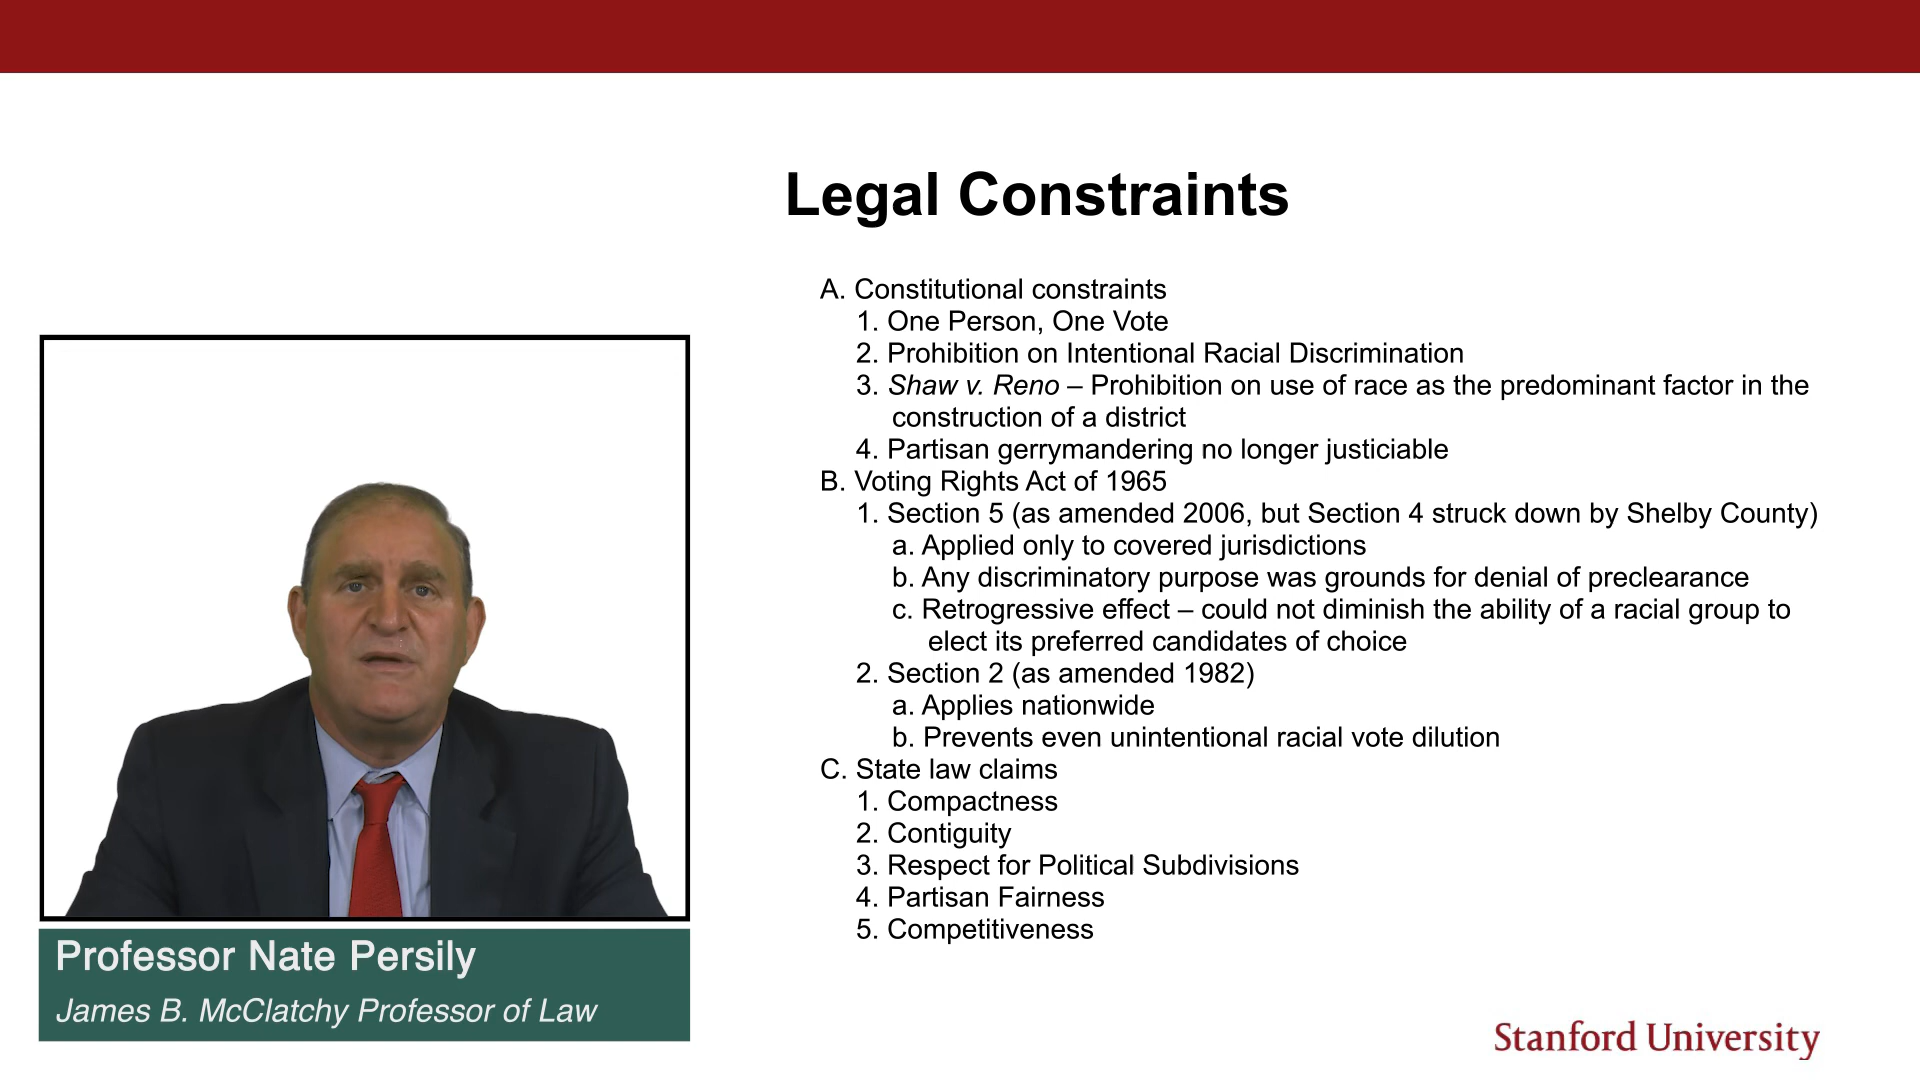 Legal Constraints
A. Constitutional constraints
1. One Person, One Vote
2. Prohibition on Intentional Racial Discrimination
3. Shaw v. Reno – Prohibition on use of race as the predominant factor in the
construction of a district
4. Partisan gerrymandering no longer justiciable
B. Voting Rights Act of 1965
1. Section 5 (as amended 2006, but Section 4 struck down by Shelby County)
a. Applied only to covered jurisdictions
b. Any discriminatory purpose was grounds for denial of preclearance
c. Retrogressive effect – could not diminish the ability of a racial group to
elect its preferred candidates of choice
2. Section 2 (as amended 1982)
a. Applies nationwide
b. Prevents even unintentional racial vote dilution
C. State law claims
1. Compactness
2. Contiguity
3. Respect for Political Subdivisions
4. Partisan Fairness
5. Competitiveness
Professor Nate Persily
James B. McClatchy Professor of Law
Stanford University